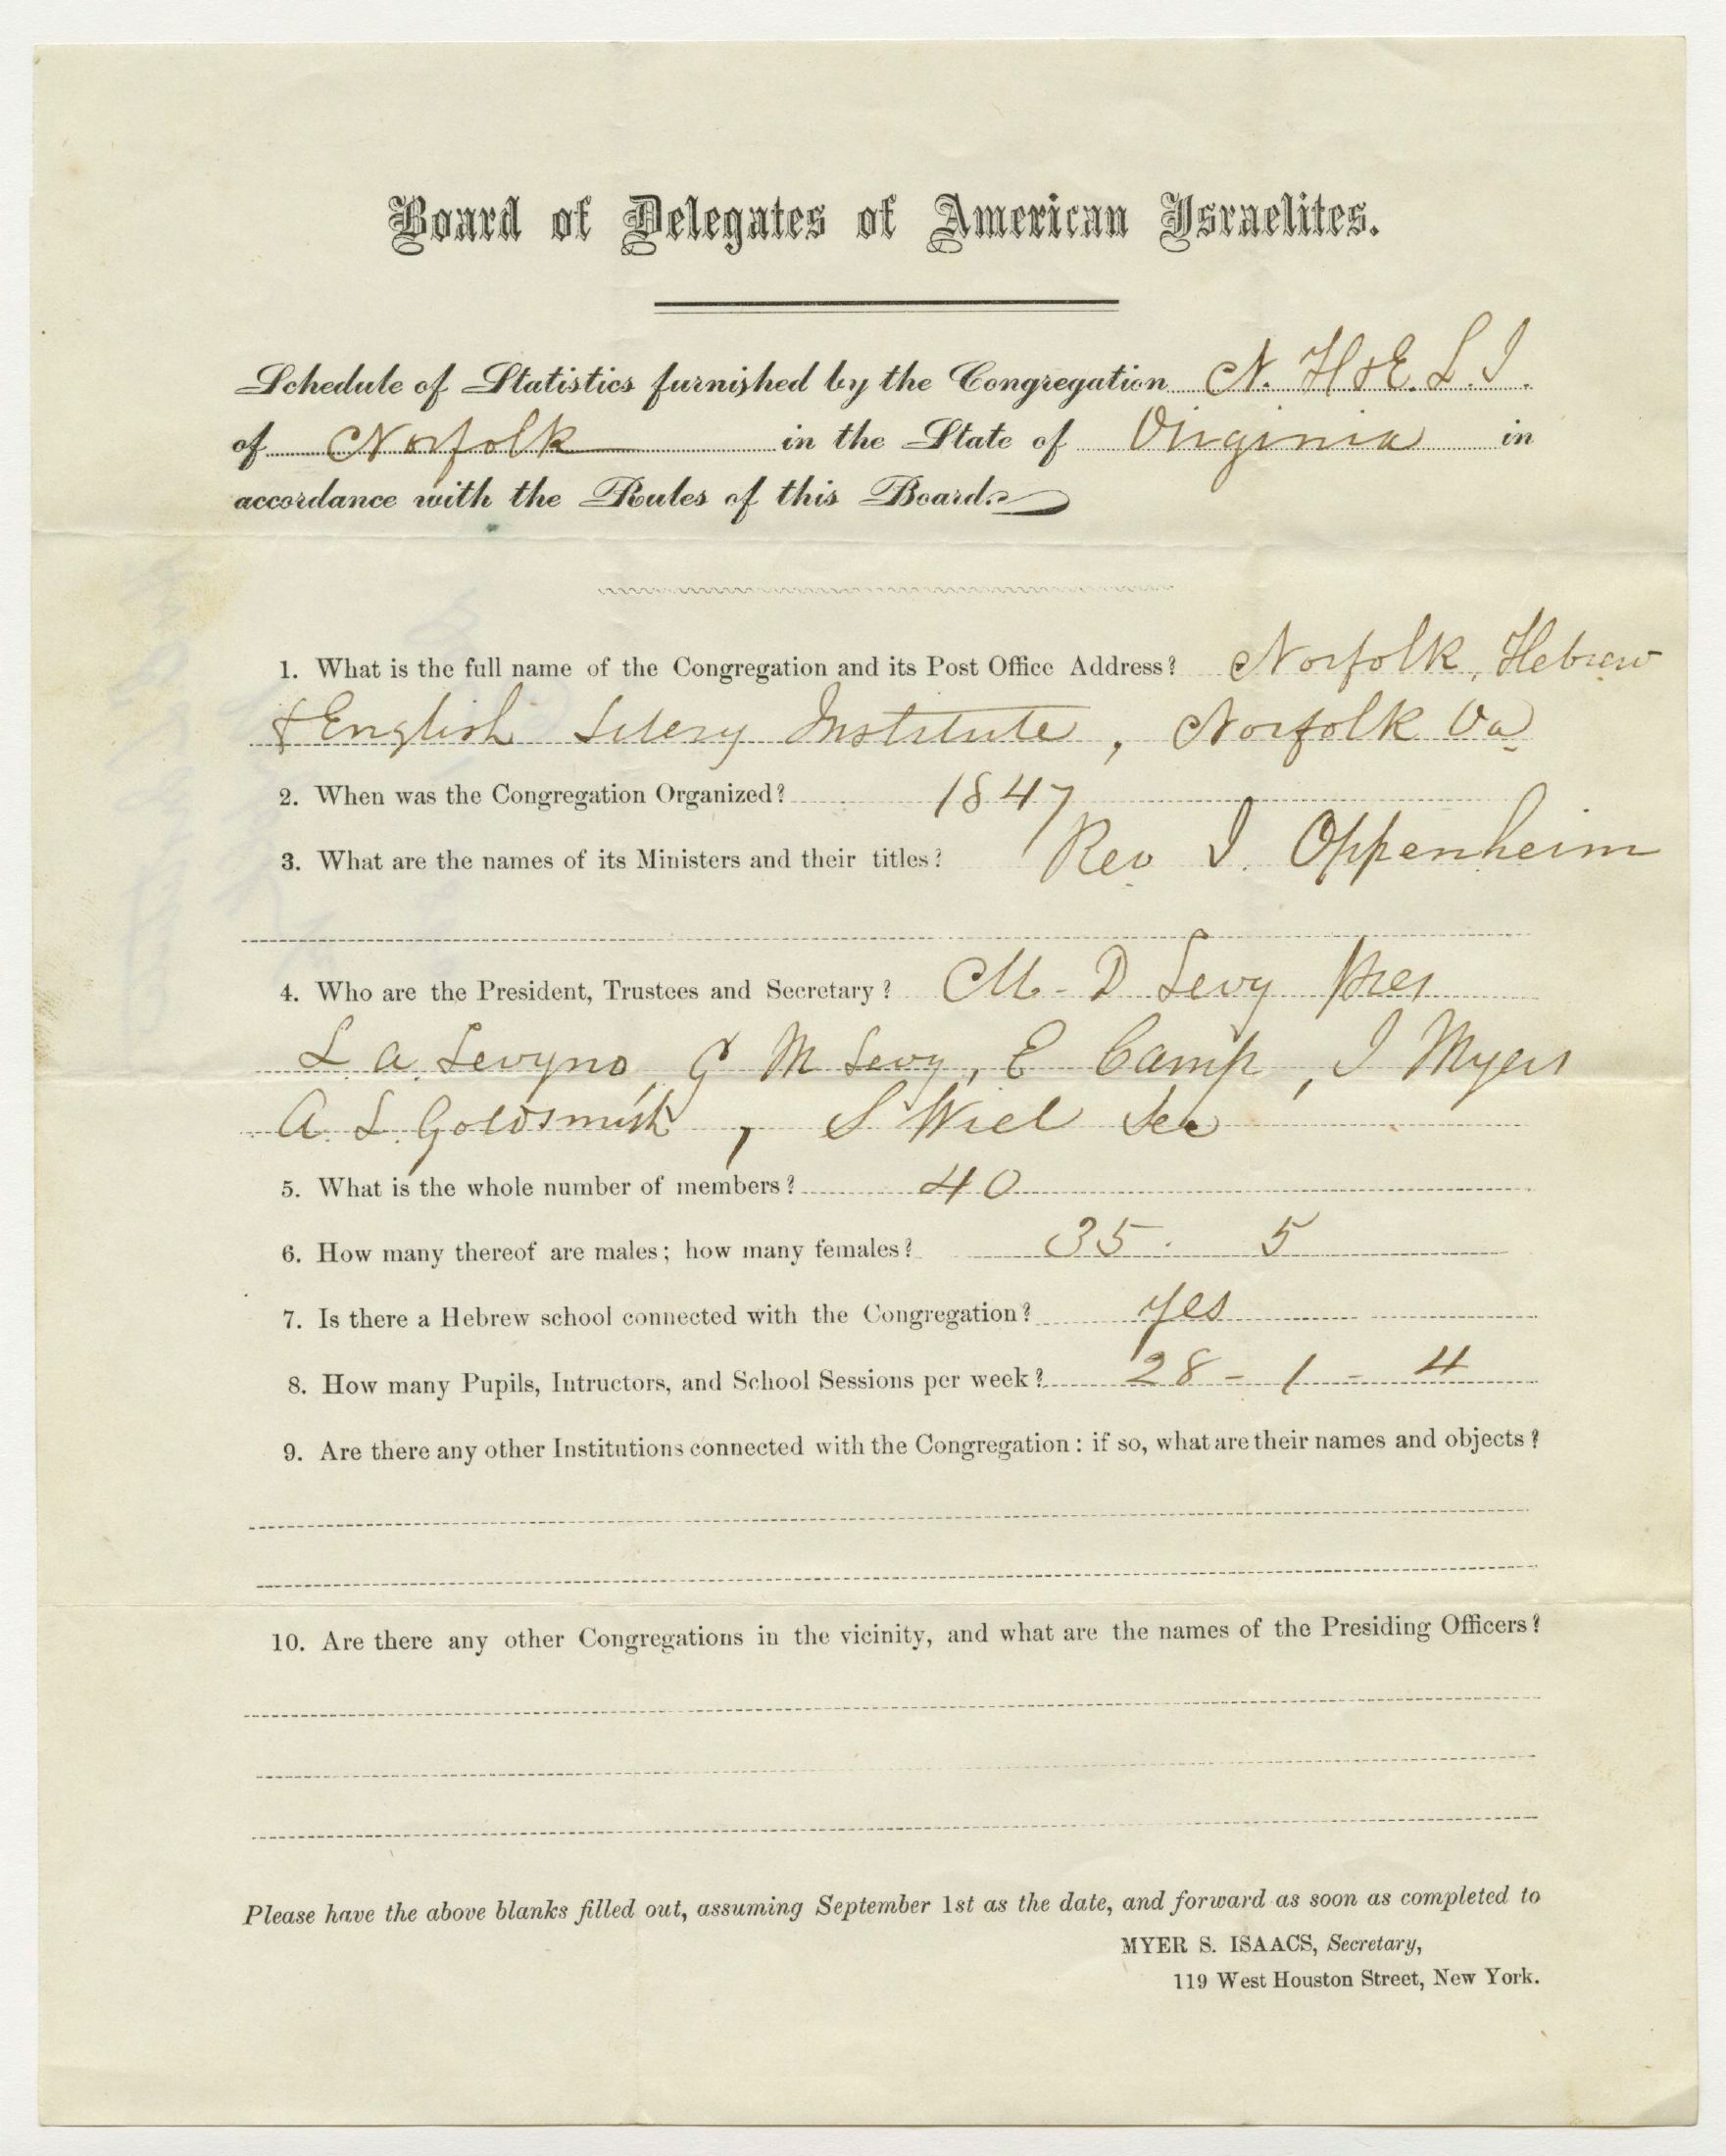 Board of Delegates of American Israelites.
Schedule of Statistics furnished by the Congregation N. H & E. L. I.
of Norfolk in the State of Virginia in
accordance with the Rules of this Board.
1. What is the full name of the Congregation and its Post Office Address? Norfolk, Hebrew
& English Litery Institute, Norfolk Va
2. When was the Congregation Organized? 1847
3. What are the names of its Ministers and their titles? Rev I. Oppenheim
4. Who are the President, Trustees and Secretary? M. D Levy Pres
L. A. Levyno, G M Levy, E Camp, I Myers
A. L. Goldsmith, S Wiel Sec
5. What is the whole number of members? 40
6. How many thereof are males; how many females? 35. 5
7. Is there a Hebrew school connected with the Congregation? Yes
8. How many Pupils, Intructors, and School Sessions per week? 28 - 1 - 4
9. Are there any other Institutions connected with the Congregation: if so, what are their names and objects?
10. Are there any other Congregations in the vicinity, and what are the names of the Presiding Officers?
Please have the above blanks filled out, assuming September 1st as the date, and forward as soon as completed to
MYER S. ISAACS, Secretary,
119 West Houston Street, New York.